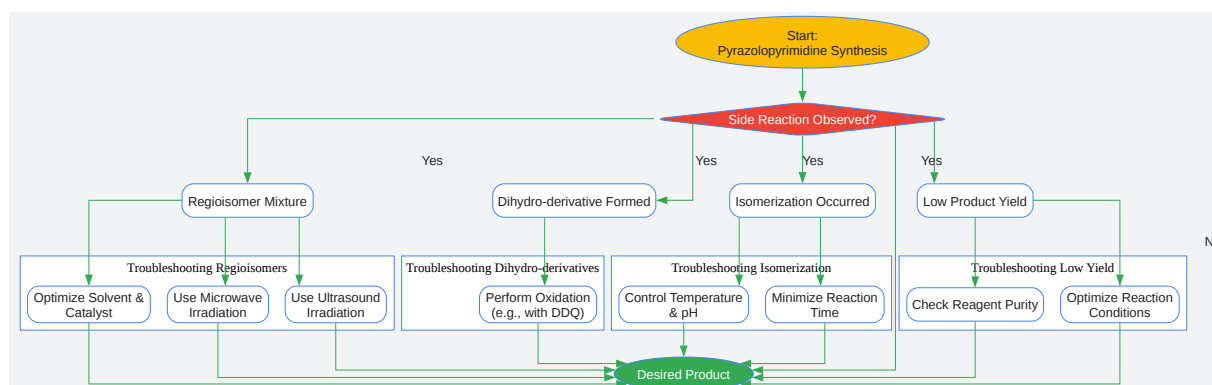 Start:
Pyrazolopyrimidine Synthesis
Side Reaction Observed?
Yes
Yes
Yes
Yes
Regioisomer Mixture
Dihydro-derivative Formed
Isomerization Occurred
Low Product Yield
N
Troubleshooting Regioisomers
Troubleshooting Dihydro-derivatives
Troubleshooting Isomerization
Troubleshooting Low Yield
Optimize Solvent &
Catalyst
Use Microwave
Irradiation
Use Ultrasound
Irradiation
Perform Oxidation
(e.g., with DDQ)
Control Temperature
& pH
Minimize Reaction
Time
Check Reagent Purity
Optimize Reaction
Conditions
Desired Product